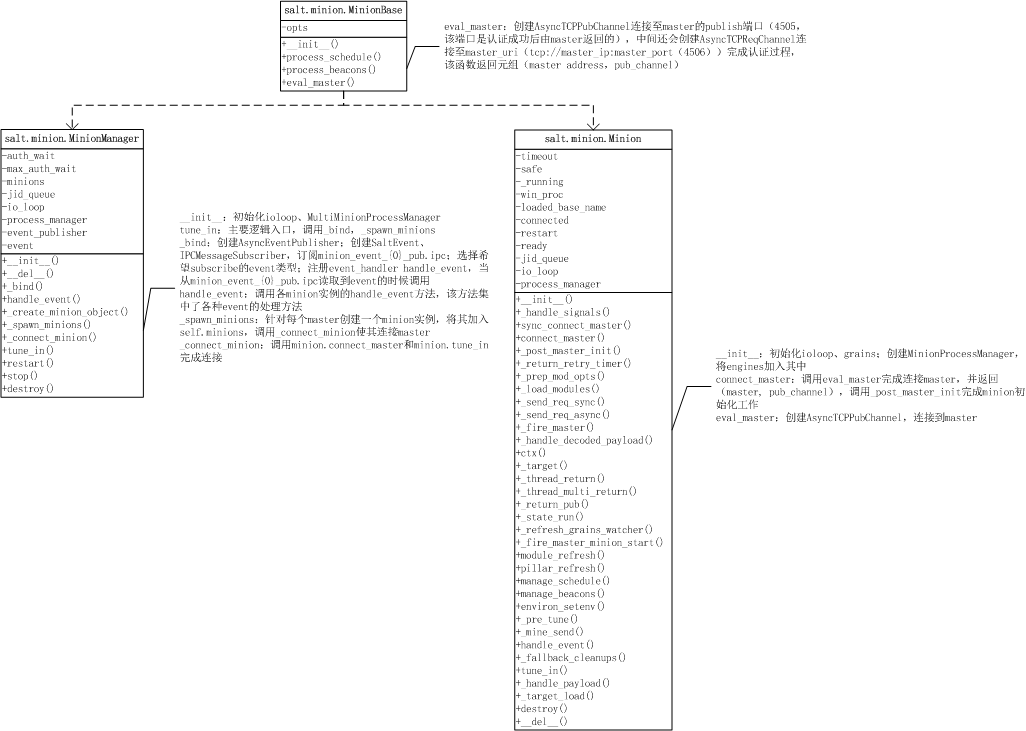 salt.minion.MinionBase
-opts
+__init__()
+process_schedule()
+process_beacons()
+eval_master()
eval_master：创建AsyncTCPPubChannel连接至master的publish端口（4505，
该端口是认证成功后由master返回的），中间还会创建AsyncTCPReqChannel连
接至master_uri（tcp://master_ip:master_port（4506））完成认证过程，
该函数返回元组（master address，pub_channel）
salt.minion.MinionManager
-auth_wait
-max_auth_wait
-minions
-jid_queue
-io_loop
-process_manager
-event_publisher
-event
+__init__()
+__del__()
+_bind()
+handle_event()
+_create_minion_object()
+_spawn_minions()
+_connect_minion()
+tune_in()
+restart()
+stop()
+destroy()
__init__：初始化ioloop、MultiMinionProcessManager
tune_in：主要逻辑入口，调用_bind，_spawn_minions
_bind：创建AsyncEventPublisher；创建SaltEvent、
IPCMessageSubscriber，订阅minion_event_{0}_pub.ipc；选择希
望subscribe的event类型；注册event_handler handle_event，当
从minion_event_{0}_pub.ipc读取到event的时候调用
handle_event；调用各minion实例的handle_event方法，该方法集
中了各种event的处理方法
_spawn_minions：针对每个master创建一个minion实例，将其加入
self.minions，调用_connect_minion使其连接master
_connect_minion：调用minion.connect_master和minion.tune_in
完成连接
salt.minion.Minion
-timeout
-safe
-_running
-win_proc
-loaded_base_name
-connected
-restart
-ready
-jid_queue
-io_loop
-process_manager
+__init__()
+_handle_signals()
+sync_connect_master()
+connect_master()
+_post_master_init()
+_return_retry_timer()
+_prep_mod_opts()
+_load_modules()
+_send_req_sync()
+_send_req_async()
+_fire_master()
+_handle_decoded_payload()
+ctx()
+_target()
+_thread_return()
+_thread_multi_return()
+_return_pub()
+_state_run()
+_refresh_grains_watcher()
+_fire_master_minion_start()
+module_refresh()
+pillar_refresh()
+manage_schedule()
+manage_beacons()
+environ_setenv()
+_pre_tune()
+_mine_send()
+handle_event()
+_fallback_cleanups()
+tune_in()
+_handle_payload()
+_target_load()
+destroy()
+__del__()
__init__：初始化ioloop、grains；创建MinionProcessManager，
将engines加入其中
connect_master：调用eval_master完成连接master，并返回
（master, pub_channel），调用_post_master_init完成minion初
始化工作
eval_master：创建AsyncTCPPubChannel，连接到master